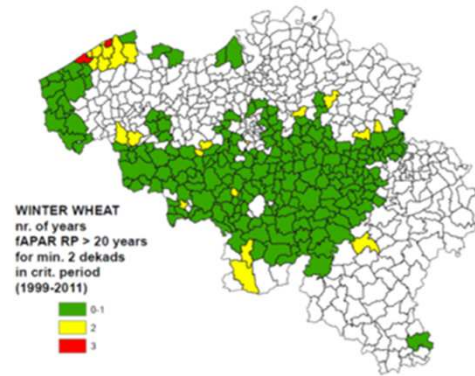 WINTER WHEAT
nr. of years
fAPAR RP > 20 years
for min. 2 dekads
in crit. period
(1999-2011)
0-1
2
3